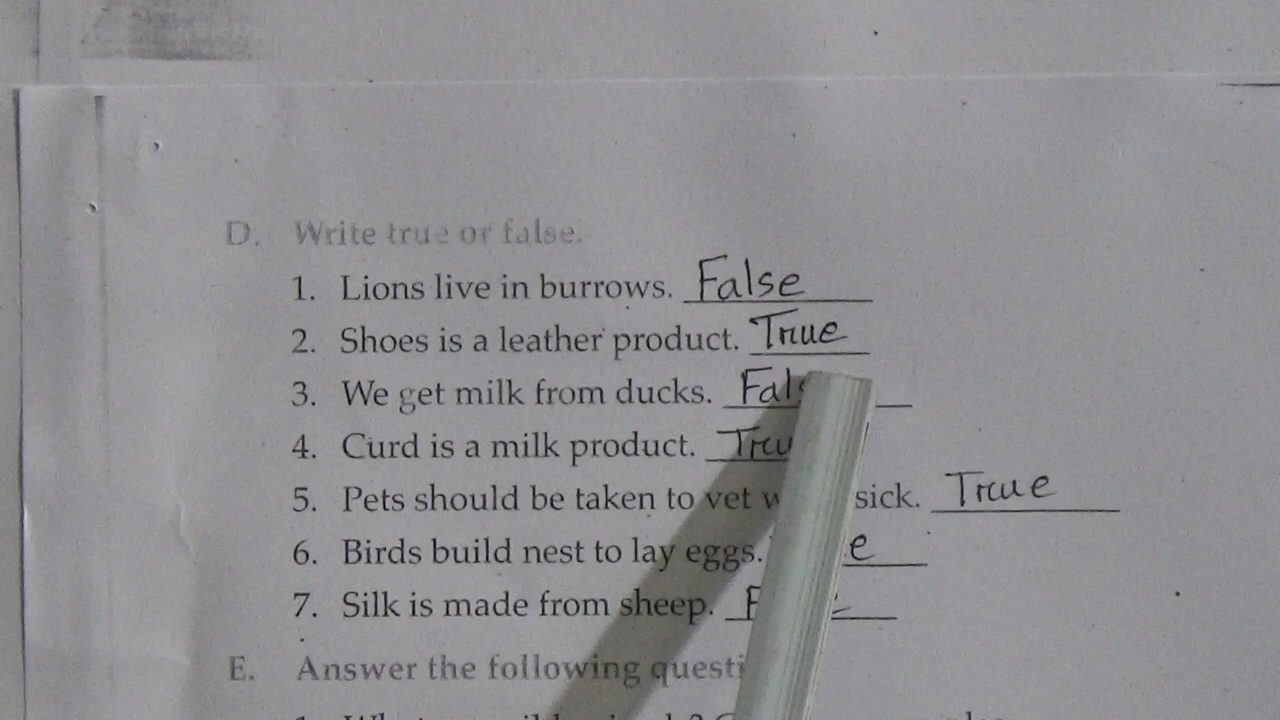 D. Write true or false.
1. Lions live in burrows. False
2. Shoes is a leather product. True
3. We get milk from ducks.
4. Curd is a milk product.
5. Pets should be taken to vet sick. True
6. Birds build nest to lay eggs.
7. Silk is made from sheep.
E. Answer the following